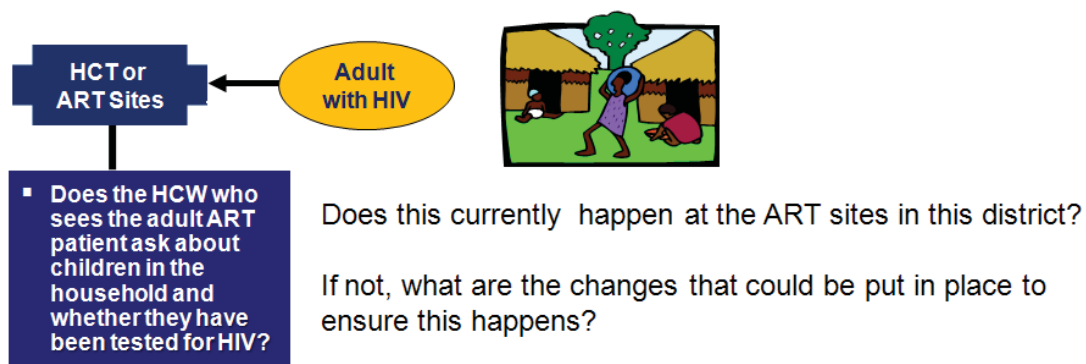 HCT or
ART Sites
Adult
with HIV
▪ Does the HCW who
sees the adult ART
patient ask about
children in the
household and
whether they have
been tested for HIV?
Does this currently happen at the ART sites in this district?
If not, what are the changes that could be put in place to
ensure this happens?